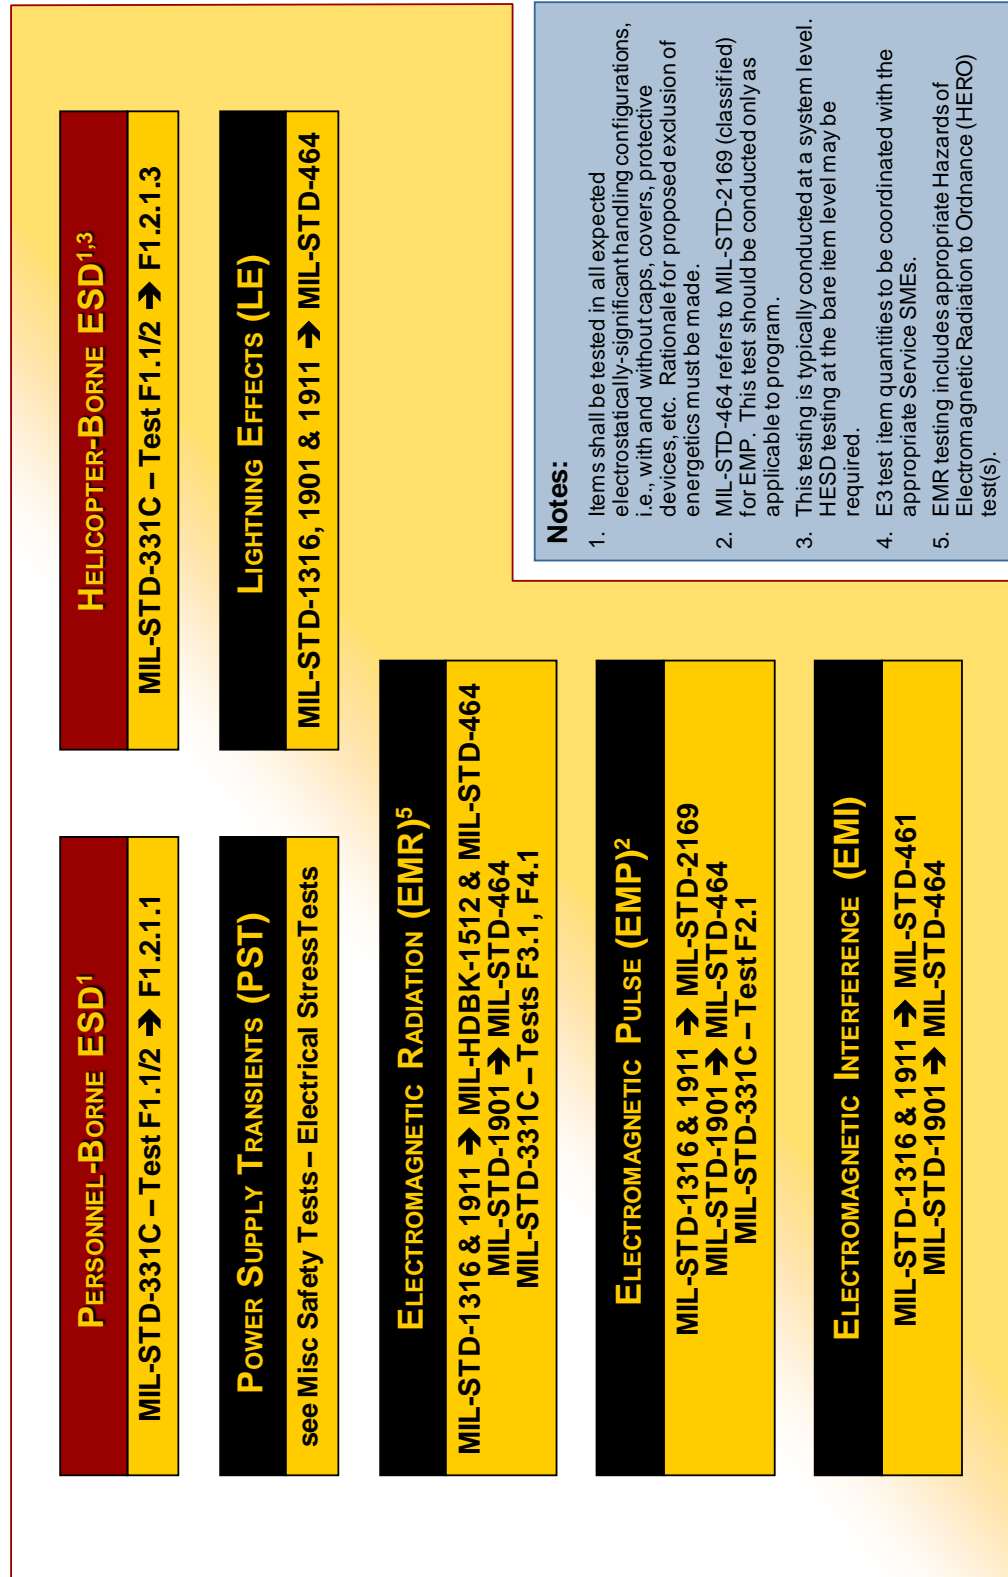 PERSONNEL-BORNE ESD1
MIL-STD-331C – Test F1.1/2 ➔ F1.2.1.1
HELICOPTER-BORNE ESD1,3
MIL-STD-331C – Test F1.1/2 ➔ F1.2.1.3
POWER SUPPLY TRANSIENTS (PST)
see Misc Safety Tests – Electrical StressTests
LIGHTNING EFFECTS (LE)
MIL-STD-1316, 1901 & 1911 ➔ MIL-STD-464
ELECTROMAGNETIC RADIATION (EMR)5
MIL-STD-1316 & 1911 ➔ MIL-HDBK-1512 & MIL-STD-464
MIL-STD-1901 ➔ MIL-STD-464
MIL-STD-331C – Tests F3.1, F4.1
ELECTROMAGNETIC PULSE (EMP)2
MIL-STD-1316 & 1911 ➔ MIL-STD-2169
MIL-STD-1901 ➔ MIL-STD-464
MIL-STD-331C – Test F2.1
ELECTROMAGNETIC INTERFERENCE (EMI)
MIL-STD-1316 & 1911 ➔ MIL-STD-461
MIL-STD-1901 ➔ MIL-STD-464
Notes:
1. Items shall be tested in all expected
electrostatically-significant handling configurations,
i.e., with and without caps, covers, protective
devices, etc. Rationale for proposed exclusion of
energetics must be made.
2. MIL-STD-464 refers to MIL-STD-2169 (classified)
for EMP. This test should be conducted only as
applicable to program.
3. This testing is typically conducted at a system level.
HESD testing at the bare item level may be
required.
4. E3 test item quantities to be coordinated with the
appropriate Service SMEs.
5. EMR testing includes appropriate Hazards of
Electromagnetic Radiation to Ordnance (HERO)
test(s).